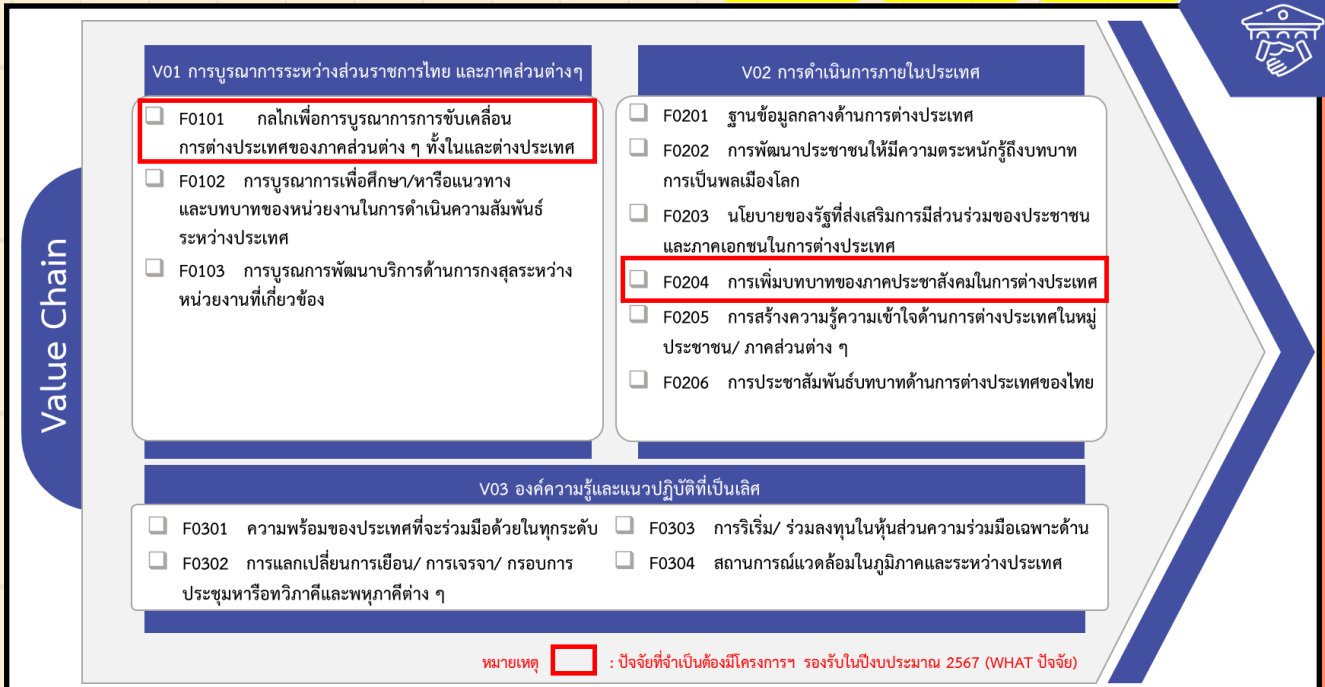 Value Chain
V01 การบูรณาการระหว่างส่วนราชการไทย และภาคส่วนต่างๆ
F0101 กลไกเพื่อการบูรณาการการขับเคลื่อน
การต่างประเทศของภาคส่วนต่าง ๆ ทั้งในและต่างประเทศ
F0102 การบูรณาการเพื่อศึกษา/หารือแนวทาง
และบทบาทของหน่วยงานในการดำเนินความสัมพันธ์
ระหว่างประเทศ
F0103 การบูรณการพัฒนาบริการด้านการกงสุลระหว่าง
หน่วยงานที่เกี่ยวข้อง
V02 การดำเนินการภายในประเทศ
F0201 ฐานข้อมูลกลางด้านการต่างประเทศ
F0202 การพัฒนาประชาชนให้มีความตระหนักรู้ถึงบทบาท
การเป็นพลเมืองโลก
F0203 นโยบายของรัฐที่ส่งเสริมการมีส่วนร่วมของประชาชน
และภาคเอกชนในการต่างประเทศ
F0204 การเพิ่มบทบาทของภาคประชาสังคมในการต่างประเทศ
F0205 การสร้างความรู้ความเข้าใจด้านการต่างประเทศในหมู่
ประชาชน/ ภาคส่วนต่าง ๆ
F0206 การประชาสัมพันธ์บทบาทด้านการต่างประเทศของไทย
V03 องค์ความรู้และแนวปฏิบัติที่เป็นเลิศ
F0301 ความพร้อมของประเทศที่จะร่วมมือด้วยในทุกระดับ
F0302 การแลกเปลี่ยนการเยือน/ การเจรจา/ กรอบการ
ประชุมหารือทวิภาคีและพหุภาคีต่าง ๆ
F0303 การริเริ่ม/ ร่วมลงทุนในหุ้นส่วนความร่วมมือเฉพาะด้าน
F0304 สถานการณ์แวดล้อมในภูมิภาคและระหว่างประเทศ
หมายเหตุ : ปัจจัยที่จำเป็นต้องมีโครงการฯ รองรับในปีงบประมาณ 2567 (WHAT ปัจจัย)